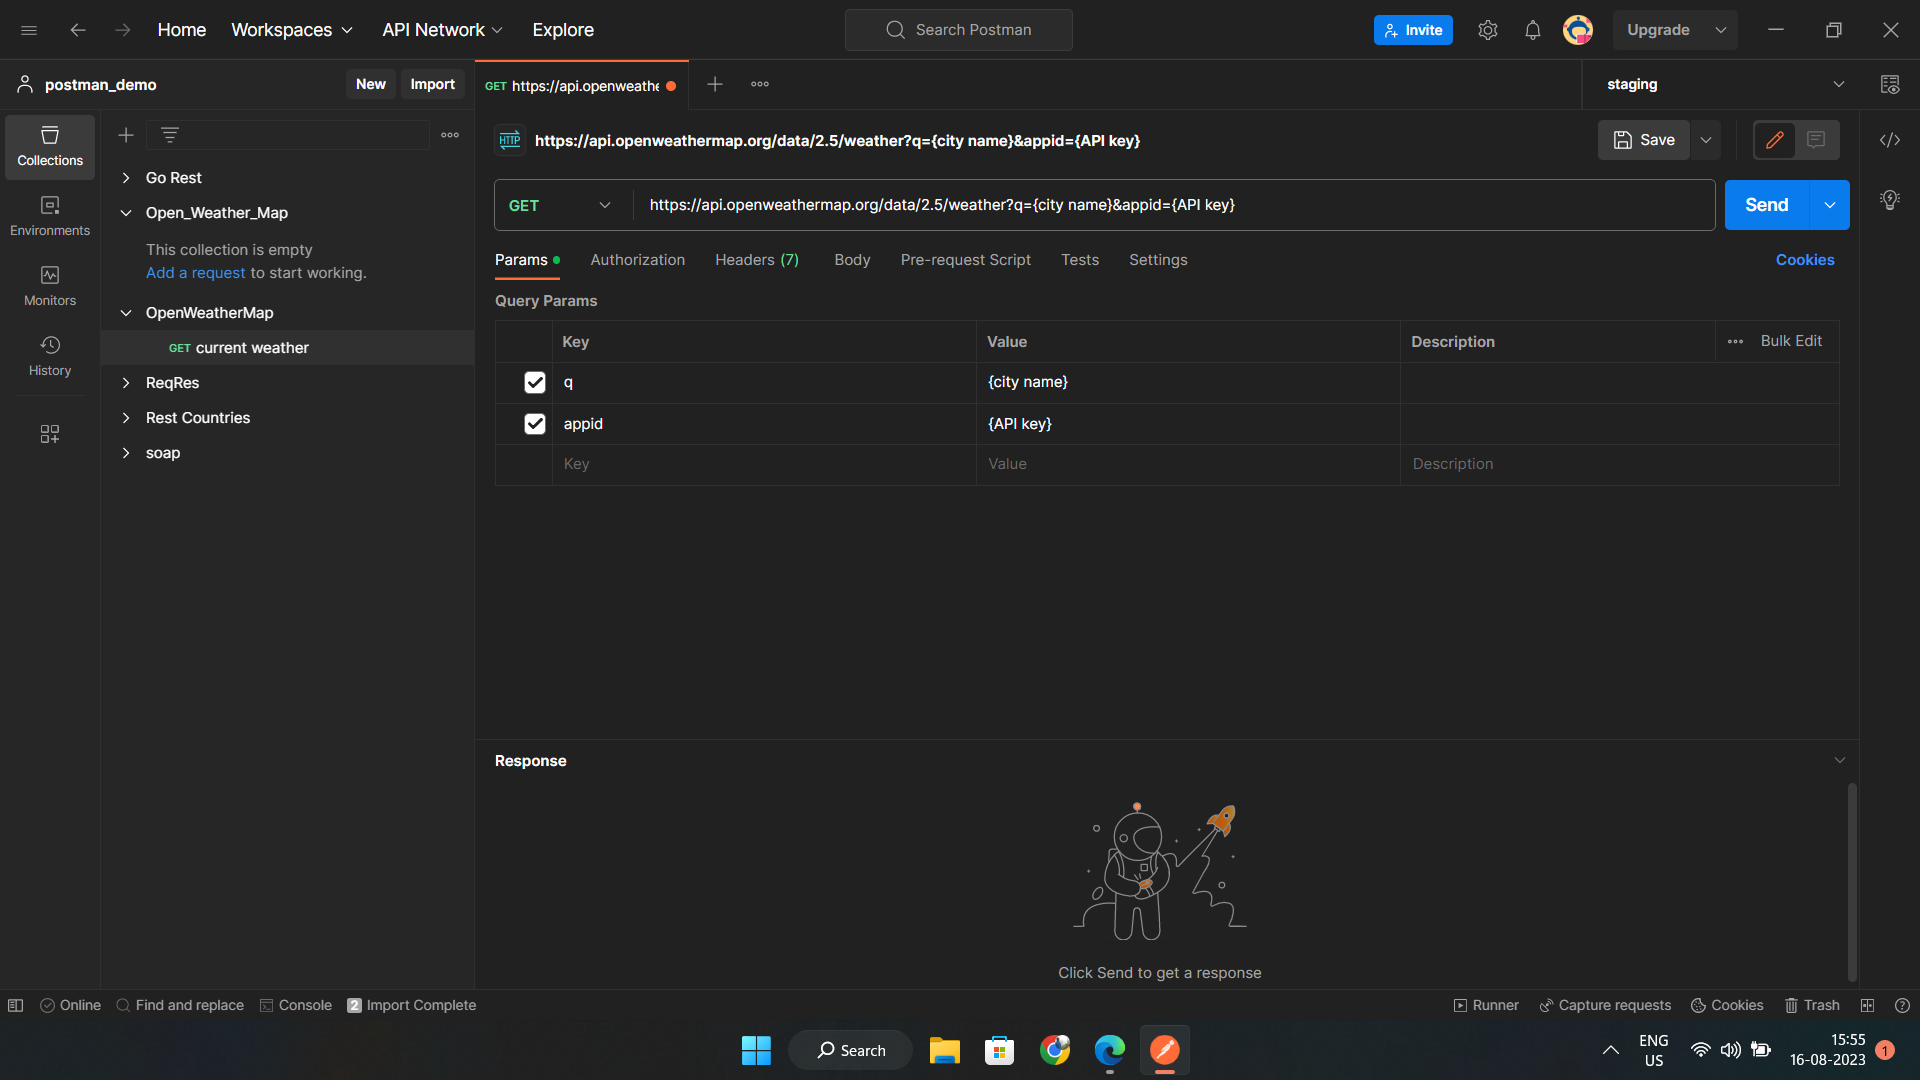 Home Workspaces API Network Explore Search Postman Invite Upgrade
postman_demo New Import GET https://api.openweathe staging
HTTP https://api.openweathermap.org/data/2.5/weather?q={city name}&appid={API key} Save
Collections
Environments
Monitors
History
Go Rest
Open_Weather_Map
This collection is empty
Add a request to start working.
OpenWeatherMap
GET current weather
ReqRes
Rest Countries
soap
GET https://api.openweathermap.org/data/2.5/weather?q={city name}&appid={API key} Send
Params Authorization Headers (7) Body Pre-request Script Tests Settings Cookies
Query Params
Key Value Description Bulk Edit
q {city name}
appid {API key}
Key Value Description
Response
Click Send to get a response
Online Find and replace Console 2 Import Complete Runner Capture requests Cookies Trash
Search
ENG
US
15:55
16-08-2023
1